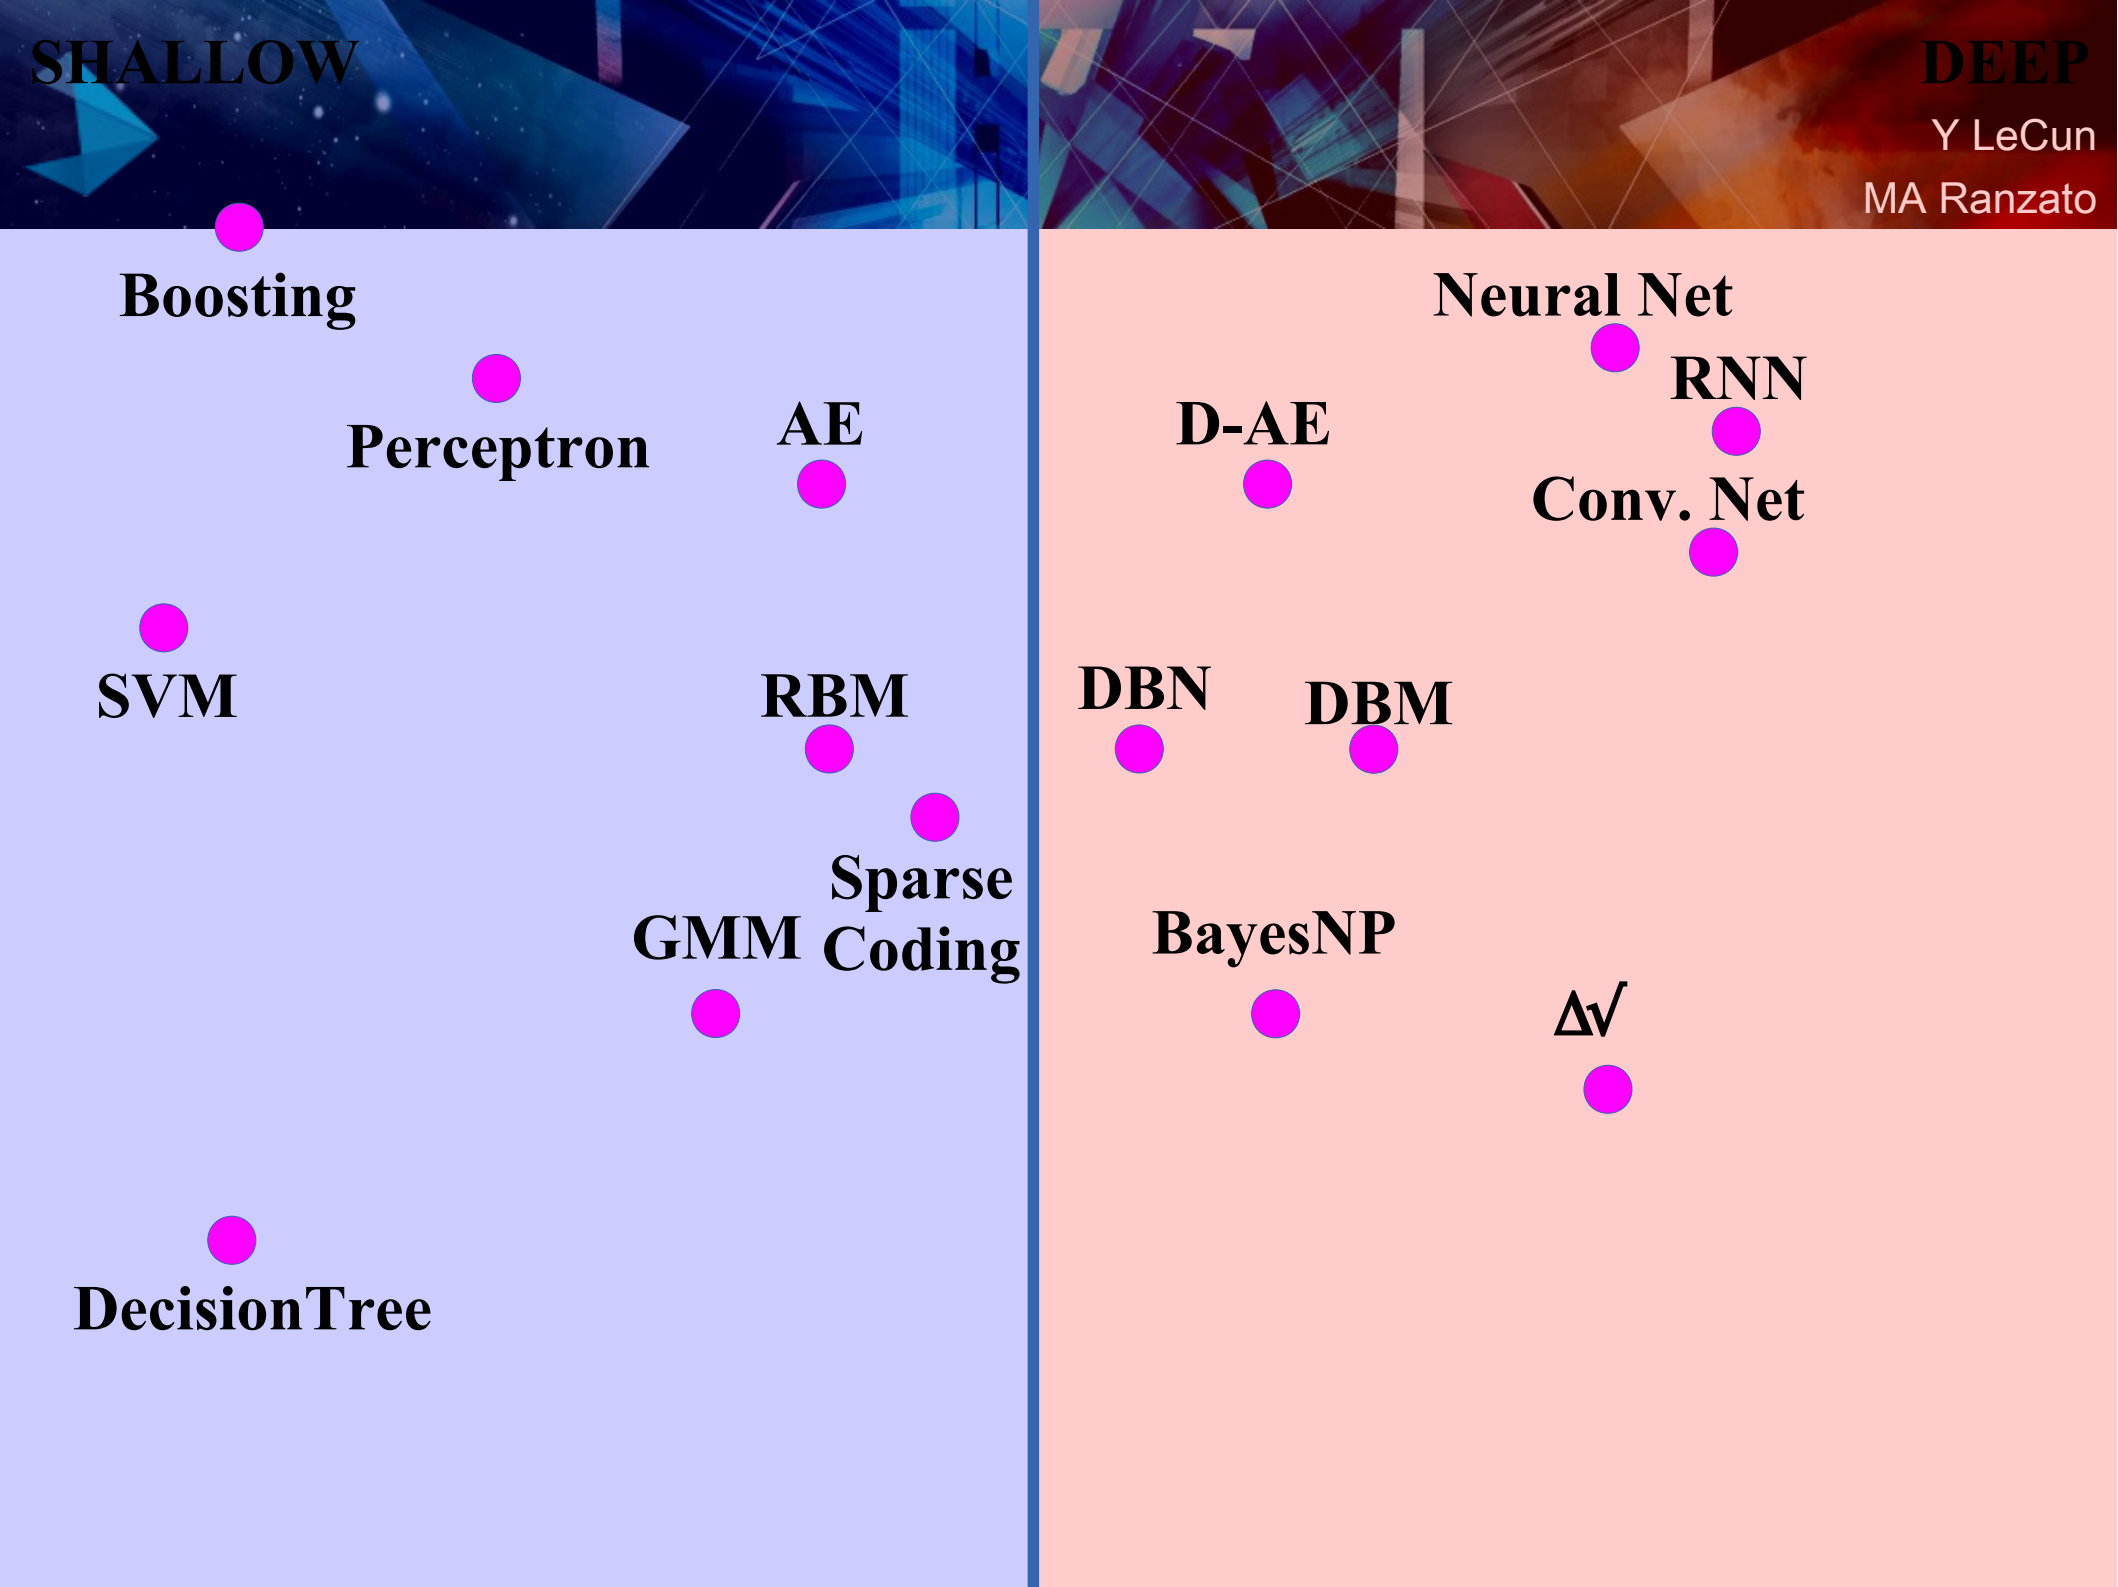 SHALLOW
DEEP
Y LeCun
MA Ranzato
Boosting
Neural Net
Perceptron
AE
D-AE
RNN
Conv. Net
SVM
RBM
DBN
DBM
Sparse
Coding
GMM
BayesNP
Δ√
DecisionTree